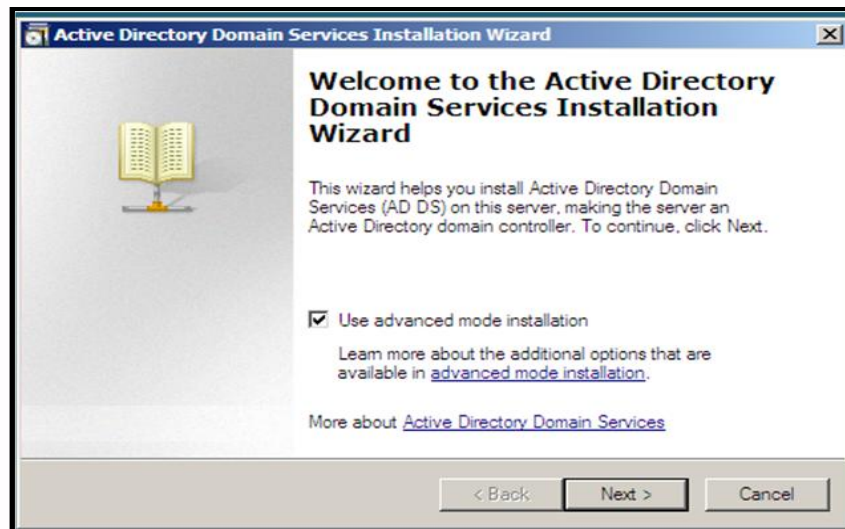 Active Directory Domain Services Installation Wizard
Welcome to the Active Directory
Domain Services Installation
Wizard
This wizard helps you install Active Directory Domain
Services (AD DS) on this server, making the server an
Active Directory domain controller. To continue, click Next.
Use advanced mode installation
Learn more about the additional options that are
available in advanced mode installation.
More about Active Directory Domain Services
< Back Next > Cancel